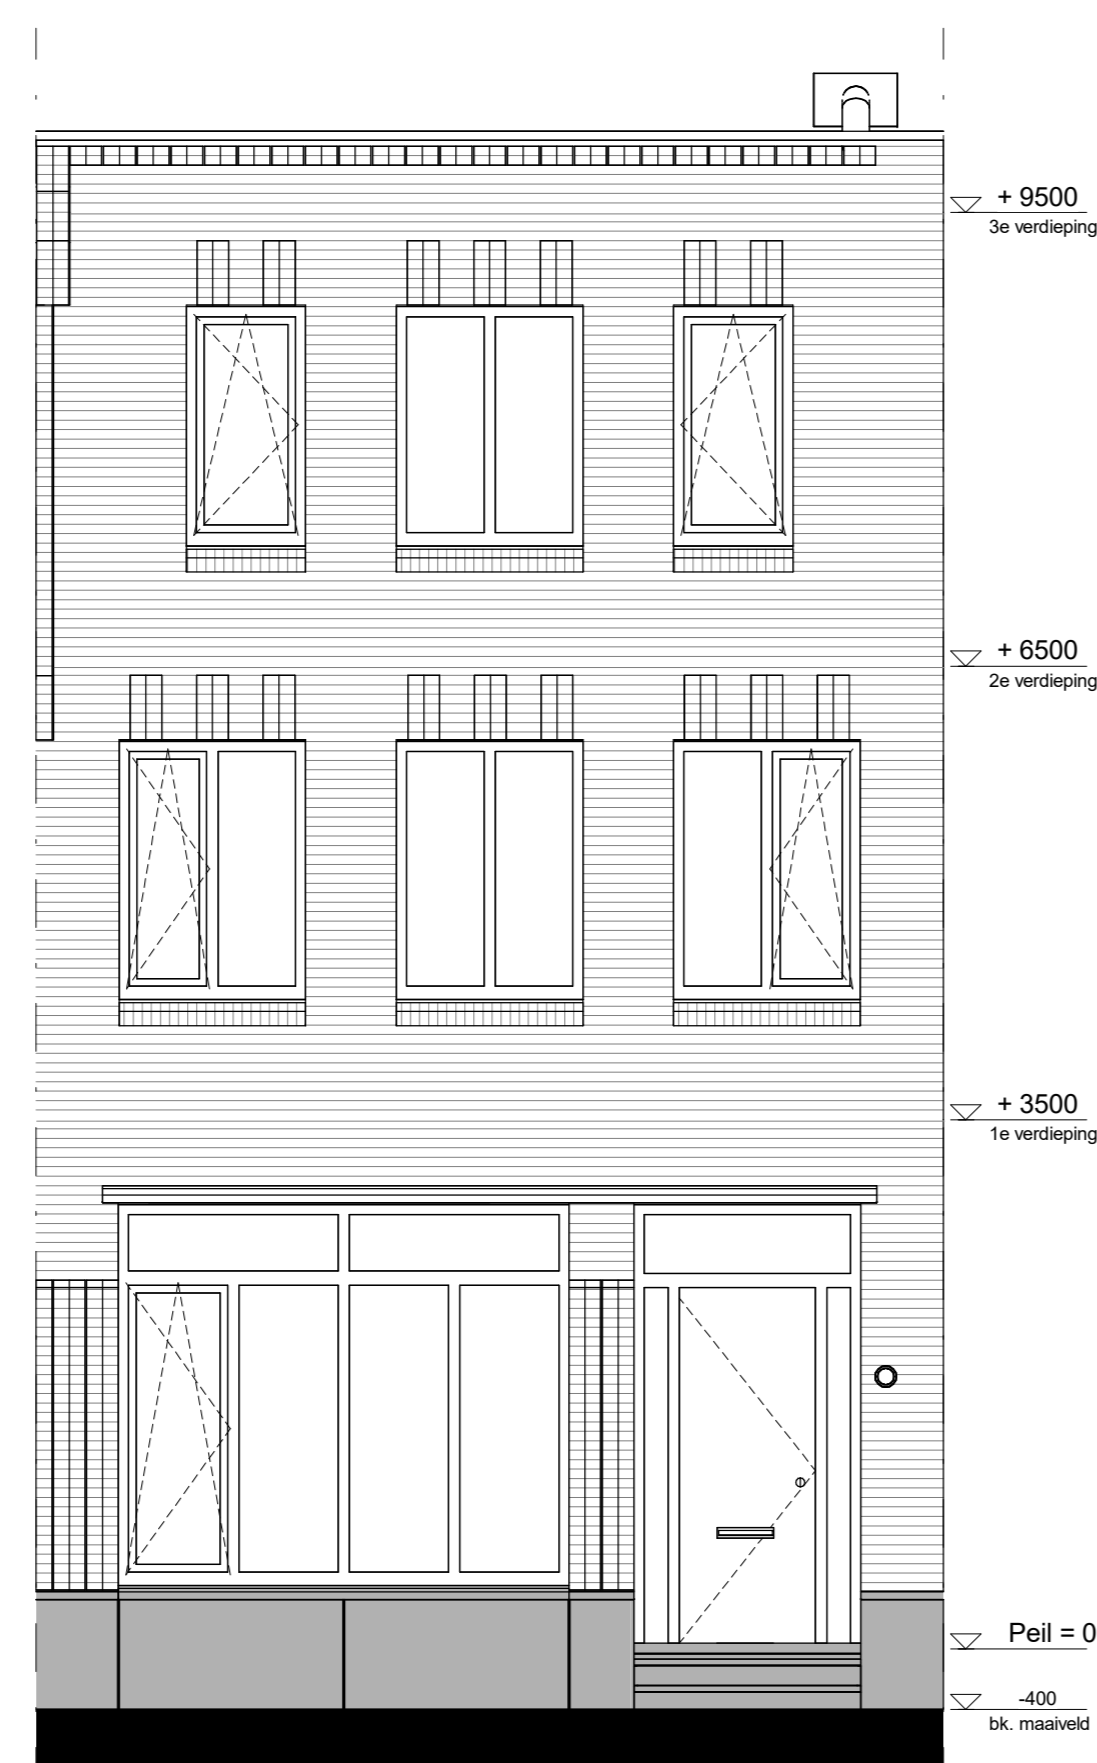 + 9500
3e verdieping
+ 6500
2e verdieping
+ 3500
1e verdieping
Peil = 0
-400
bk. maaiveld